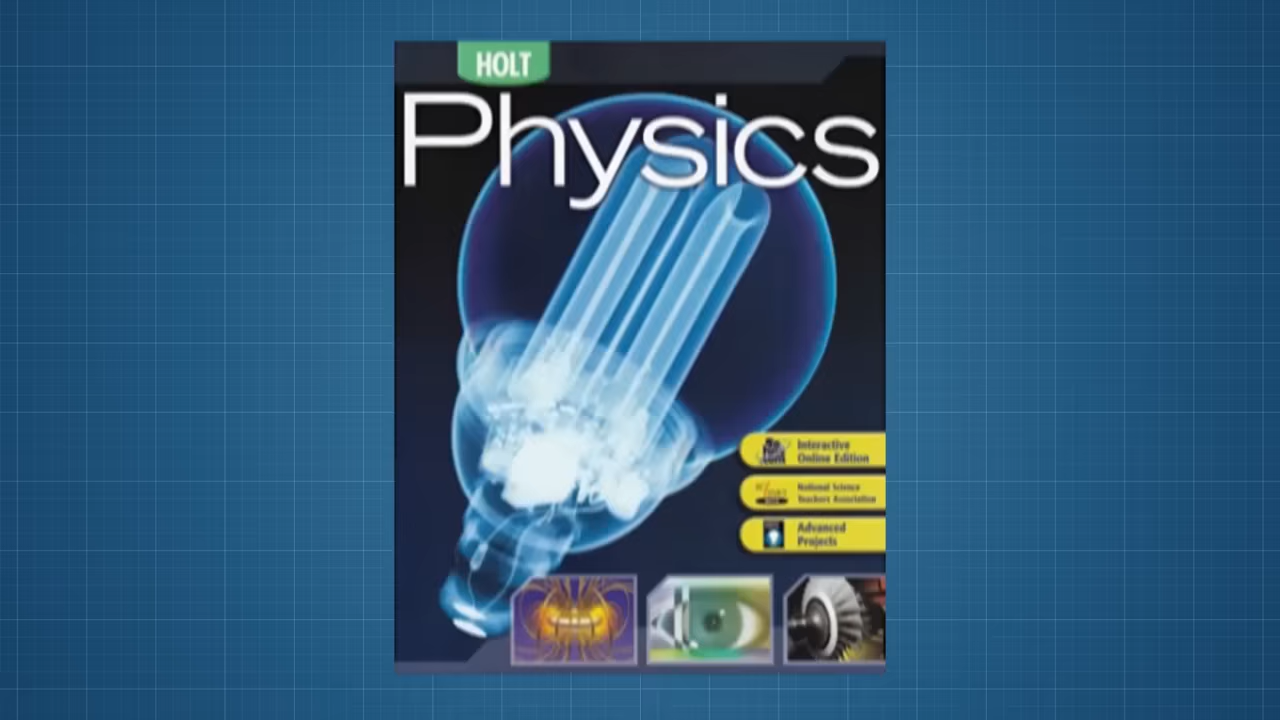 HOLT
Physics
Interactive
Online Edition
National Science
Teachers Association
Advanced
Projects